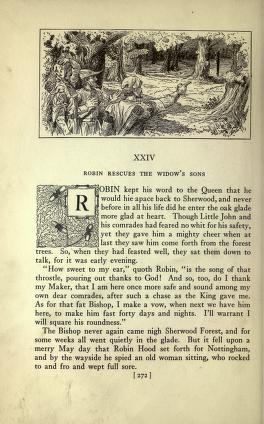 XXIV
ROBIN RESCUES THE WIDOW'S SONS
ROBIN kept his word to the Queen that he
would hie apace back to Sherwood, and never
before in all his life did he enter the oak glade
more glad at heart. Though Little John and
his comrades had feared no whit for his safety,
yet they gave him a mighty cheer when at
last they saw him come forth from the forest
trees. So, when they had feasted well, they sat them down to
talk, for it was early evening.
"How sweet to my ear," quoth Robin, "is the song of that
throstle, pouring out thanks to God! And so, too, do I thank
my Maker, that I am here once more safe and sound among my
own dear comrades, after such a chase as the King gave me.
As for that fat Bishop, I make a vow, when next we have him
here, to make him fast forty days and nights. I'll warrant I
will square his roundness."
The Bishop never again came nigh Sherwood Forest, and for
some weeks all went quietly in the glade. But it fell upon a
merry May day that Robin Hood set forth for Nottingham,
and by the wayside he spied an old woman sitting, who rocked
to and fro and wept full sore.
[272]